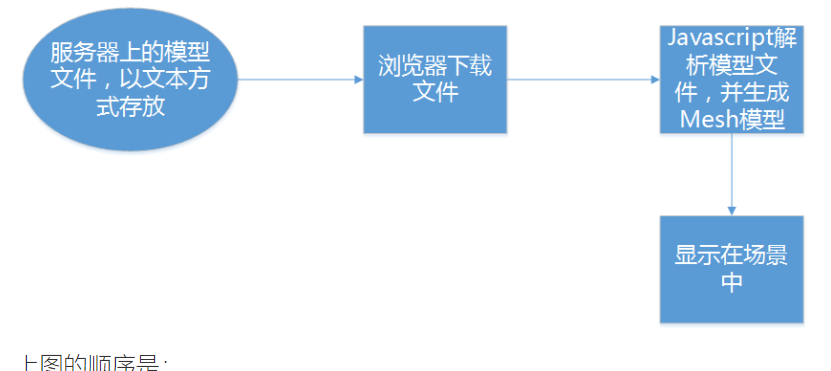 服务器上的模型
文件，以文本方
式存放
浏览器下载
文件
Javascript解
析模型文
件，并生成
Mesh模型
显示在场景
中
上图的顺序是：